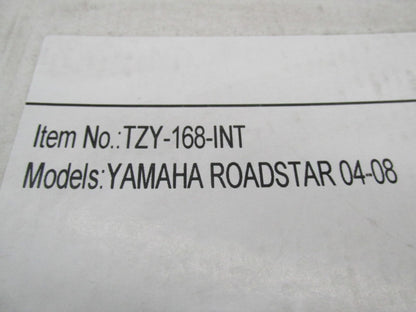 Item No.:TZY-168-INT
Models:YAMAHA ROADSTAR 04-08